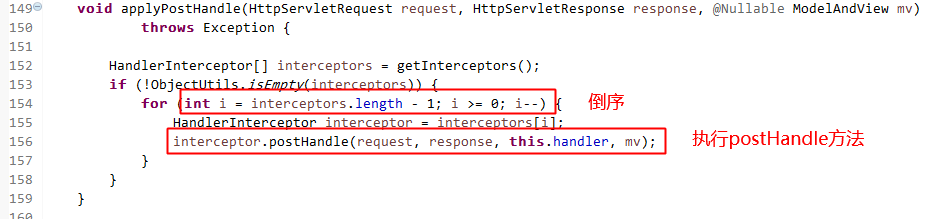 149 void applyPostHandle(HttpServletRequest request, HttpServletResponse response, @Nullable ModelAndView mv)
150 throws Exception {
151
152 HandlerInterceptor[] interceptors = getInterceptors();
153 if (!ObjectUtils.isEmpty(interceptors)) {
154 for (int i = interceptors.length - 1; i >= 0; i--) { 倒序
155 HandlerInterceptor interceptor = interceptors[i];
156 interceptor.postHandle(request, response, this.handler, mv); 执行postHandle方法
157 }
158 }
159 }
160